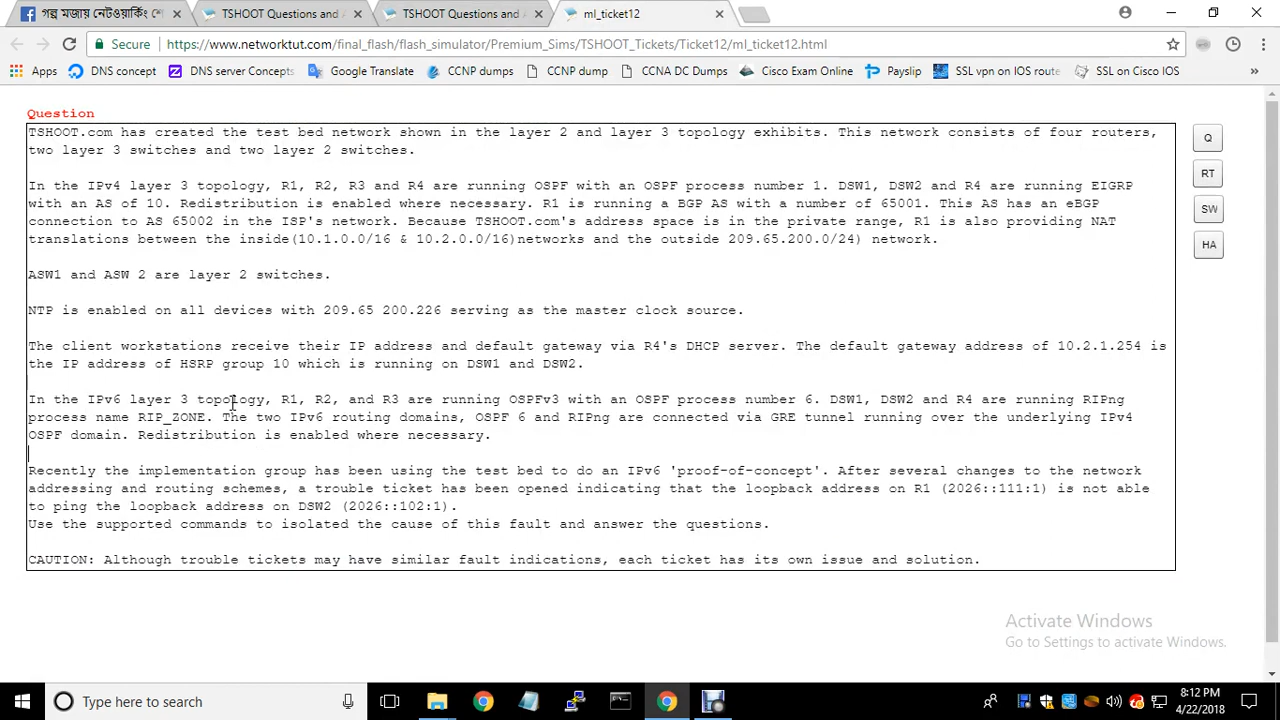 গল্প মজায় নেটওয়ার্কিং শে
TSHOOT Questions and A
TSHOOT Questions and A
ml_ticket12
Secure
https://www.networktut.com/final_flash/flash_simulator/Premium_Sims/TSHOOT_Tickets/Ticket12/ml_ticket12.html
Apps
DNS concept
DNS server Concepts
Google Translate
CCNP dumps
CCNP dump
CCNA DC Dumps
Cisco Exam Online
Payslip
SSL vpn on IOS route
SSL on Cisco IOS
»
Question
TSHOOT.com has created the test bed network shown in the layer 2 and layer 3 topology exhibits. This network consists of four routers,
two layer 3 switches and two layer 2 switches.
In the IPv4 layer 3 topology, R1, R2, R3 and R4 are running OSPF with an OSPF process number 1. DSW1, DSW2 and R4 are running EIGRP
with an AS of 10. Redistribution is enabled where necessary. R1 is running a BGP AS with a number of 65001. This AS has an eBGP
connection to AS 65002 in the ISP's network. Because TSHOOT.com's address space is in the private range, R1 is also providing NAT
translations between the inside(10.1.0.0/16 & 10.2.0.0/16)networks and the outside 209.65.200.0/24) network.
ASW1 and ASW 2 are layer 2 switches.
NTP is enabled on all devices with 209.65 200.226 serving as the master clock source.
The client workstations receive their IP address and default gateway via R4's DHCP server. The default gateway address of 10.2.1.254 is
the IP address of HSRP group 10 which is running on DSW1 and DSW2.
In the IPv6 layer 3 topology, R1, R2, and R3 are running OSPFv3 with an OSPF process number 6. DSW1, DSW2 and R4 are running RIPng
process name RIP_ZONE. The two IPv6 routing domains, OSPF 6 and RIPng are connected via GRE tunnel running over the underlying IPv4
OSPF domain. Redistribution is enabled where necessary.
Recently the implementation group has been using the test bed to do an IPv6 'proof-of-concept'. After several changes to the network
addressing and routing schemes, a trouble ticket has been opened indicating that the loopback address on R1 (2026::111:1) is not able
to ping the loopback address on DSW2 (2026::102:1).
Use the supported commands to isolated the cause of this fault and answer the questions.
CAUTION: Although trouble tickets may have similar fault indications, each ticket has its own issue and solution.
Q
RT
SW
HA
Activate Windows
Go to Settings to activate Windows.
Type here to search
8:12 PM
4/22/2018